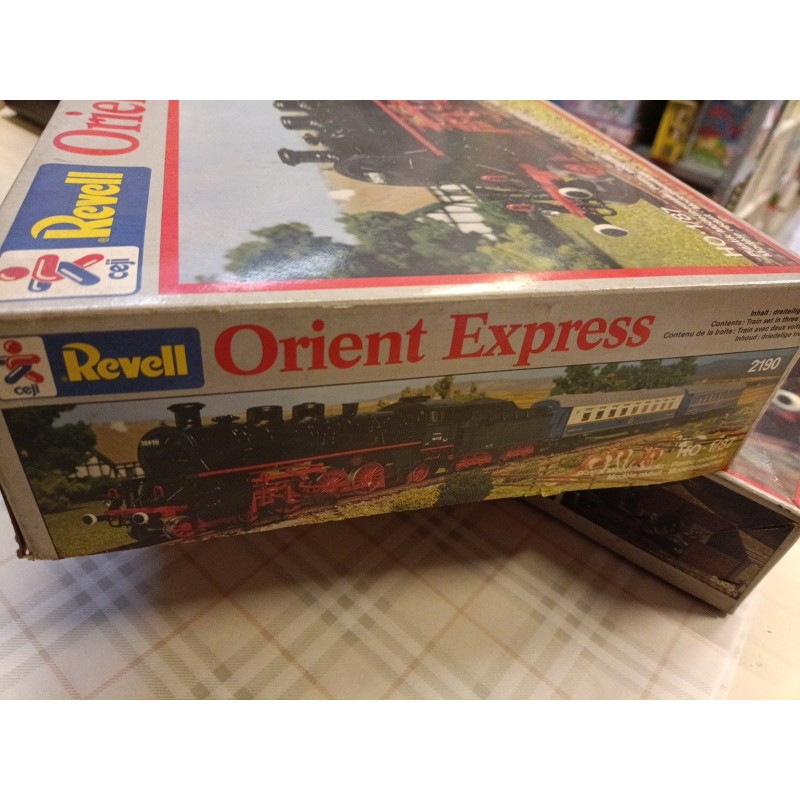 Orie
Revell
ceji
HO 1/87
Revell
ceji
Orient Express
Inhalt: dreiteilige
Contents: Train set in three
Contenu de la boîte: Train avec deux voit
Inhoud: driedelige tre
2190
HO 1/87